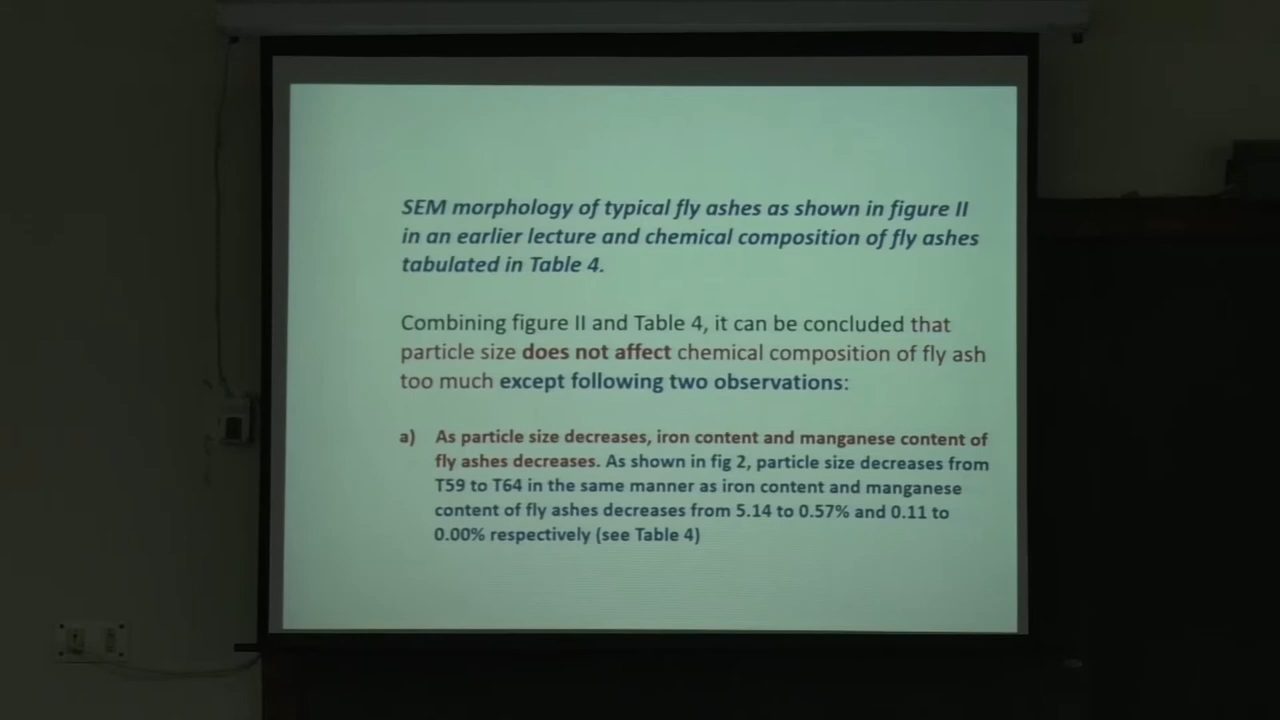 SEM morphology of typical fly ashes as shown in figure II
in an earlier lecture and chemical composition of fly ashes
tabulated in Table 4.
Combining figure II and Table 4, it can be concluded that
particle size does not affect chemical composition of fly ash
too much except following two observations:
a) As particle size decreases, iron content and manganese content of
fly ashes decreases. As shown in fig 2, particle size decreases from
T59 to T64 in the same manner as iron content and manganese
content of fly ashes decreases from 5.14 to 0.57% and 0.11 to
0.00% respectively (see Table 4)